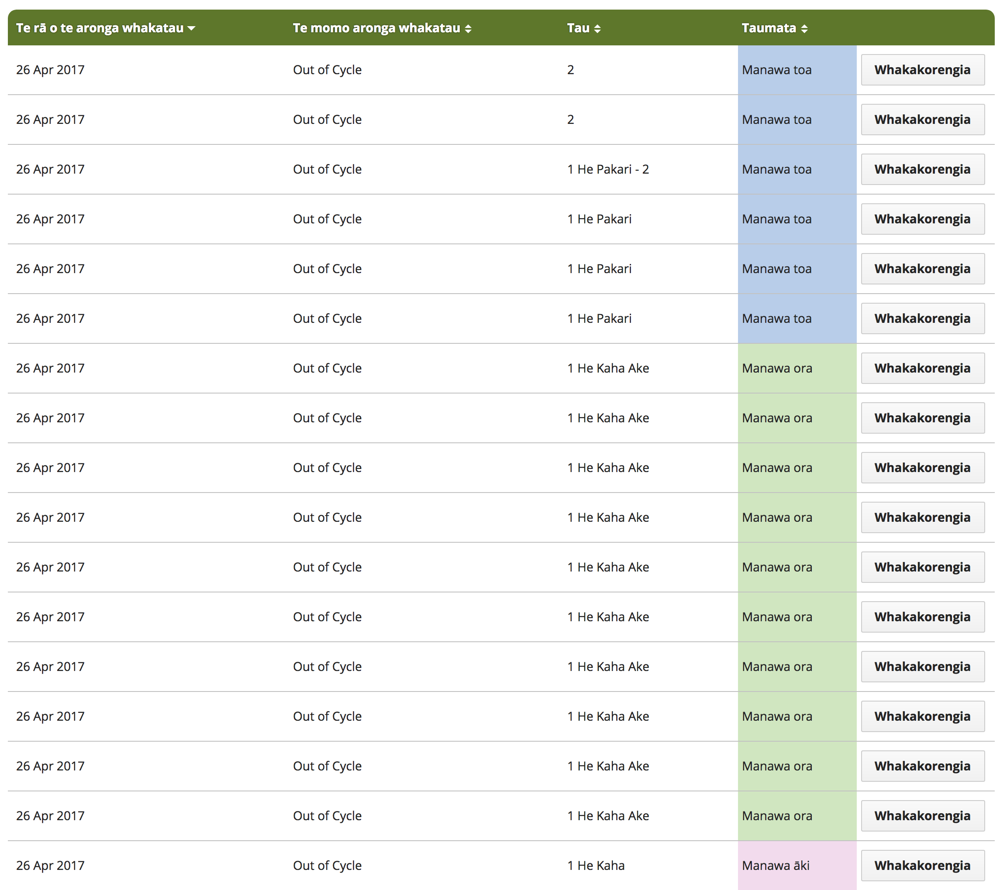 Te rā o te aronga whakatau Te momo aronga whakatau Tau Taumata
26 Apr 2017 Out of Cycle 2 Manawa toa Whakakorengia
26 Apr 2017 Out of Cycle 2 Manawa toa Whakakorengia
26 Apr 2017 Out of Cycle 1 He Pakari - 2 Manawa toa Whakakorengia
26 Apr 2017 Out of Cycle 1 He Pakari Manawa toa Whakakorengia
26 Apr 2017 Out of Cycle 1 He Pakari Manawa toa Whakakorengia
26 Apr 2017 Out of Cycle 1 He Pakari Manawa toa Whakakorengia
26 Apr 2017 Out of Cycle 1 He Kaha Ake Manawa ora Whakakorengia
26 Apr 2017 Out of Cycle 1 He Kaha Ake Manawa ora Whakakorengia
26 Apr 2017 Out of Cycle 1 He Kaha Ake Manawa ora Whakakorengia
26 Apr 2017 Out of Cycle 1 He Kaha Ake Manawa ora Whakakorengia
26 Apr 2017 Out of Cycle 1 He Kaha Ake Manawa ora Whakakorengia
26 Apr 2017 Out of Cycle 1 He Kaha Ake Manawa ora Whakakorengia
26 Apr 2017 Out of Cycle 1 He Kaha Ake Manawa ora Whakakorengia
26 Apr 2017 Out of Cycle 1 He Kaha Ake Manawa ora Whakakorengia
26 Apr 2017 Out of Cycle 1 He Kaha Ake Manawa ora Whakakorengia
26 Apr 2017 Out of Cycle 1 He Kaha Ake Manawa ora Whakakorengia
26 Apr 2017 Out of Cycle 1 He Kaha Manawa āki Whakakorengia